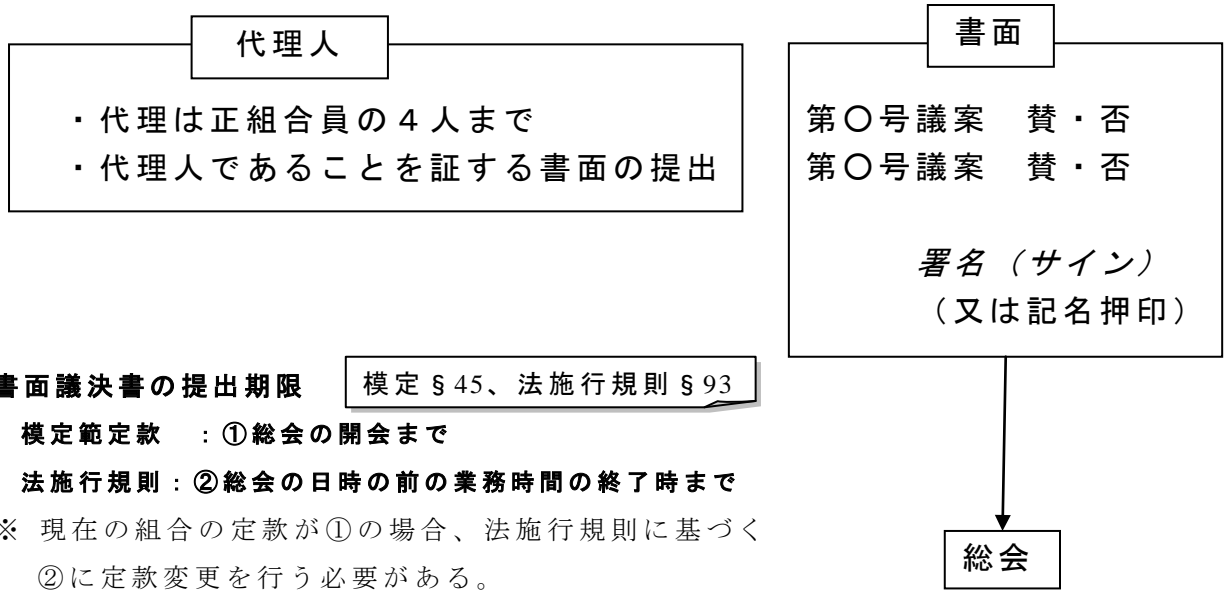 代理人
・代理は正組合員の４人まで
・代理人であることを証する書面の提出
書面
第〇号議案　賛・否
第〇号議案　賛・否
署名（サイン）
（又は記名押印）
書面議決書の提出期限
模定§45、法施行規則§93
模定範定款　：①総会の開会まで
法施行規則：②総会の日時の前の業務時間の終了時まで
※ 現在の組合の定款が①の場合、法施行規則に基づく
②に定款変更を行う必要がある。
総会